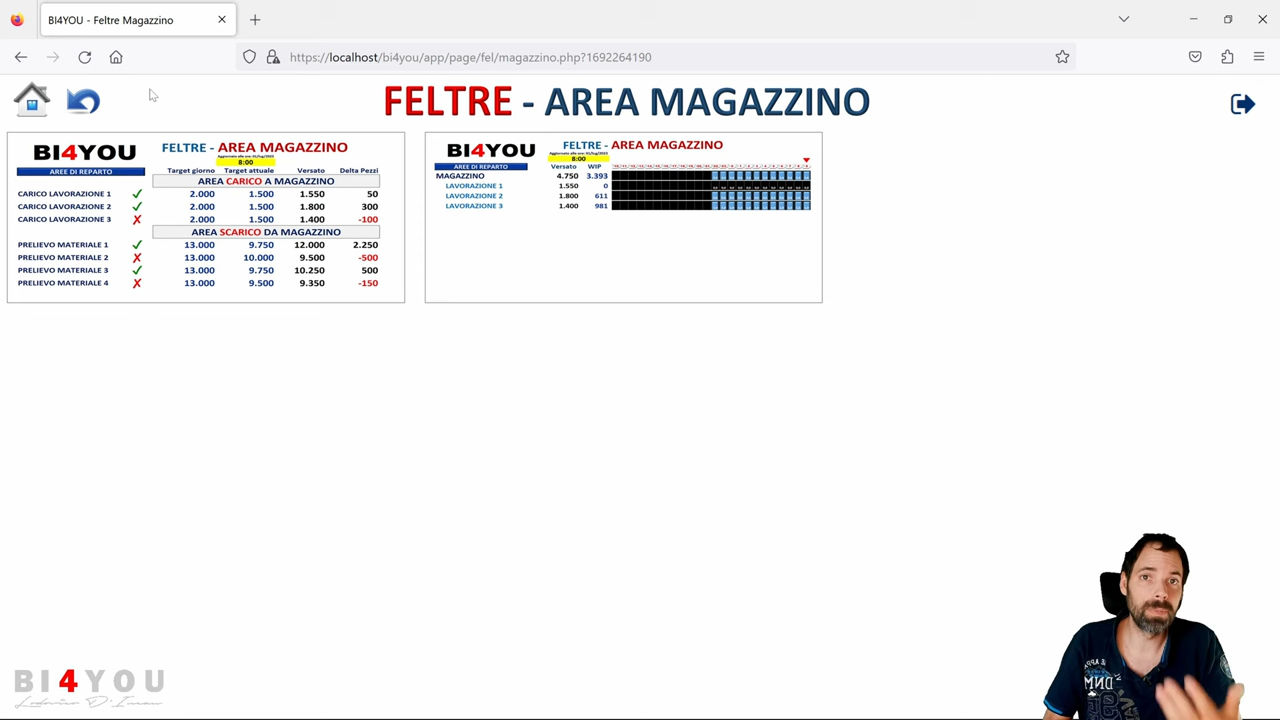 BI4YOU - Feltre Magazzino
https://localhost/bi4you/app/page/fel/magazzino.php?1692264190
FELTRE - AREA MAGAZZINO
BI4YOU
FELTRE - AREA MAGAZZINO
8:00
AREE DI REPARTO
Target giorno Target attuale Versato Delta Pezzi
AREA CARICO A MAGAZZINO
CARICO LAVORAZIONE 1 ✓ 2.000 1.500 1.550 50
CARICO LAVORAZIONE 2 ✓ 2.000 1.500 1.800 300
CARICO LAVORAZIONE 3 ✗ 2.000 1.500 1.400 -100
AREA SCARICO DA MAGAZZINO
PRELIEVO MATERIALE 1 ✓ 13.000 9.750 12.000 2.250
PRELIEVO MATERIALE 2 ✗ 13.000 10.000 9.500 -500
PRELIEVO MATERIALE 3 ✓ 13.000 9.750 10.250 500
PRELIEVO MATERIALE 4 ✗ 13.000 9.500 9.350 -150
BI4YOU
FELTRE - AREA MAGAZZINO
8:00
AREE DI REPARTO Versato WIP
MAGAZZINO 4.750 3.393
LAVORAZIONE 1 1.550 0
LAVORAZIONE 2 1.800 611
LAVORAZIONE 3 1.400 981
BI4YOU